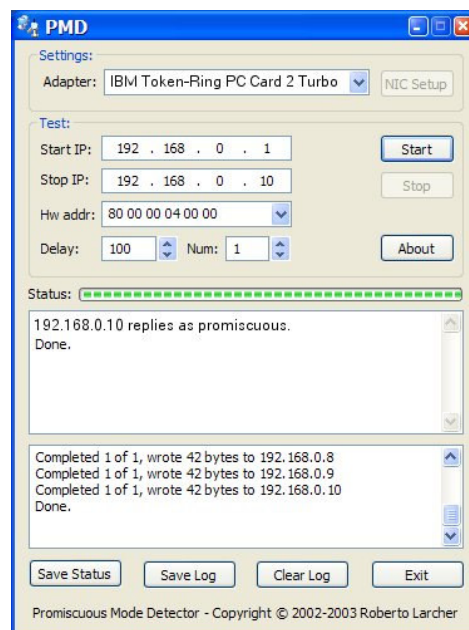 PMD
Settings:
Adapter: IBM Token-Ring PC Card 2 Turbo NIC Setup
Test:
Start IP: 192 . 168 . 0 . 1 Start
Stop IP: 192 . 168 . 0 . 10 Stop
Hw addr: 80 00 00 04 00 00
Delay: 100 Num: 1 About
Status:
192.168.0.10 replies as promiscuous.
Done.
Completed 1 of 1, wrote 42 bytes to 192.168.0.8
Completed 1 of 1, wrote 42 bytes to 192.168.0.9
Completed 1 of 1, wrote 42 bytes to 192.168.0.10
Done.
Save Status Save Log Clear Log Exit
Promiscuous Mode Detector - Copyright © 2002-2003 Roberto Larcher